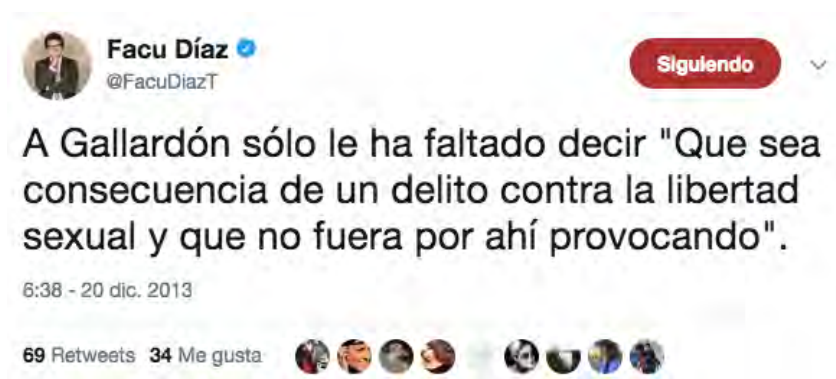 Facu Díaz
@FacuDiazT
Siguiendo
A Gallardón sólo le ha faltado decir "Que sea
consecuencia de un delito contra la libertad
sexual y que no fuera por ahí provocando".
6:38 - 20 dic. 2013
69 Retweets 34 Me gusta